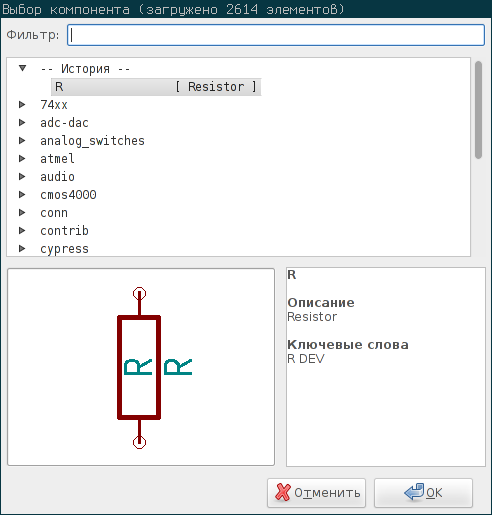 Выбор компонента (загружено 2614 элементов)
Фильтр:
-- История --
R [ Resistor ]
74xx
adc-dac
analog_switches
atmel
audio
cmos4000
conn
contrib
cypress
R R
R
Описание
Resistor
Ключевые слова
R DEV
Отменить OK